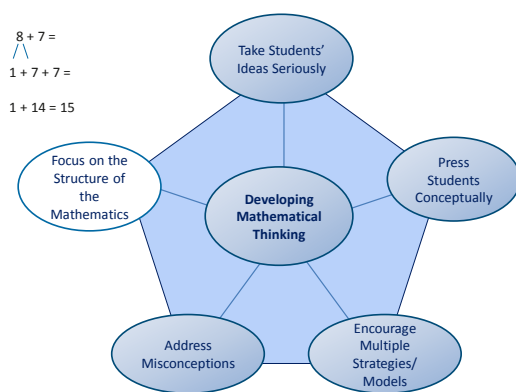 8 + 7 =
1 + 7 + 7 =
1 + 14 = 15
Take Students'
Ideas Seriously
Focus on the
Structure of
the
Mathematics
Press
Students
Conceptually
Developing
Mathematical
Thinking
Address
Misconceptions
Encourage
Multiple
Strategies/
Models